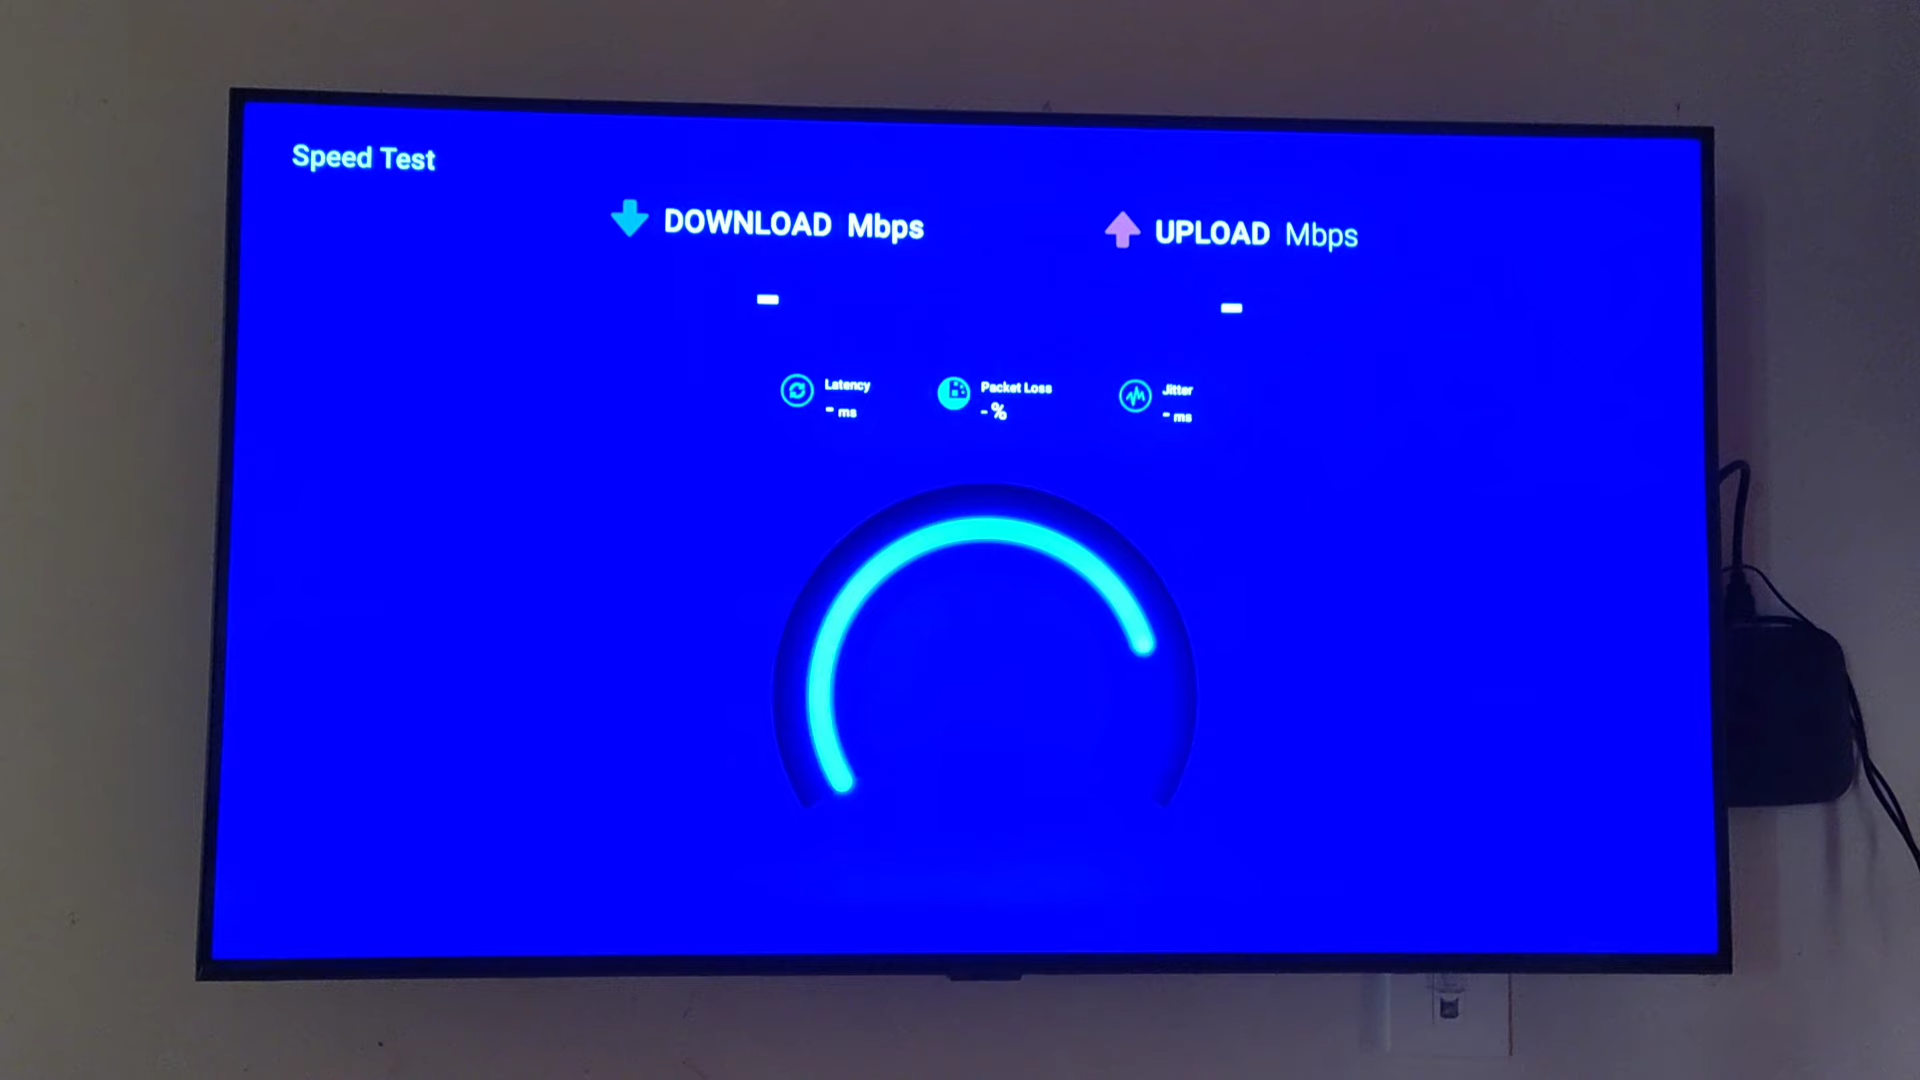 Speed Test
DOWNLOAD Mbps
UPLOAD Mbps
-
-
Latency
- ms
Packet Loss
- %
Jitter
- ms